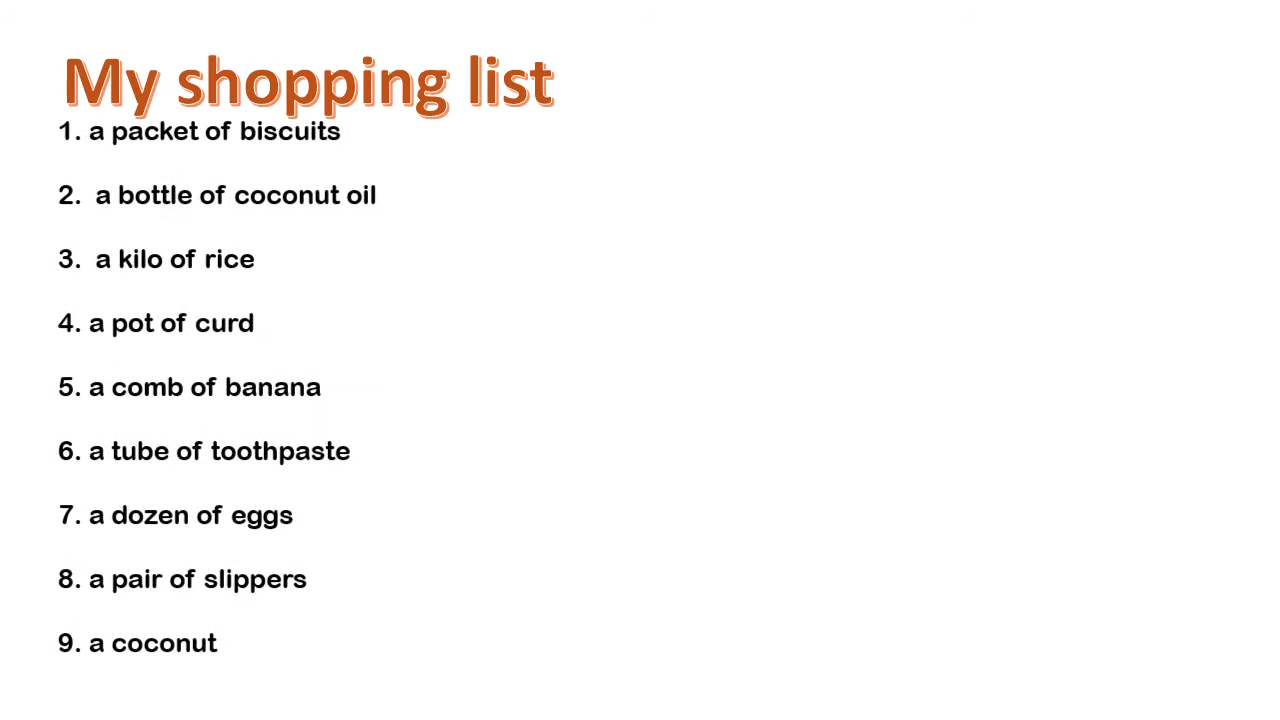 My shopping list
1. a packet of biscuits
2. a bottle of coconut oil
3. a kilo of rice
4. a pot of curd
5. a comb of banana
6. a tube of toothpaste
7. a dozen of eggs
8. a pair of slippers
9. a coconut